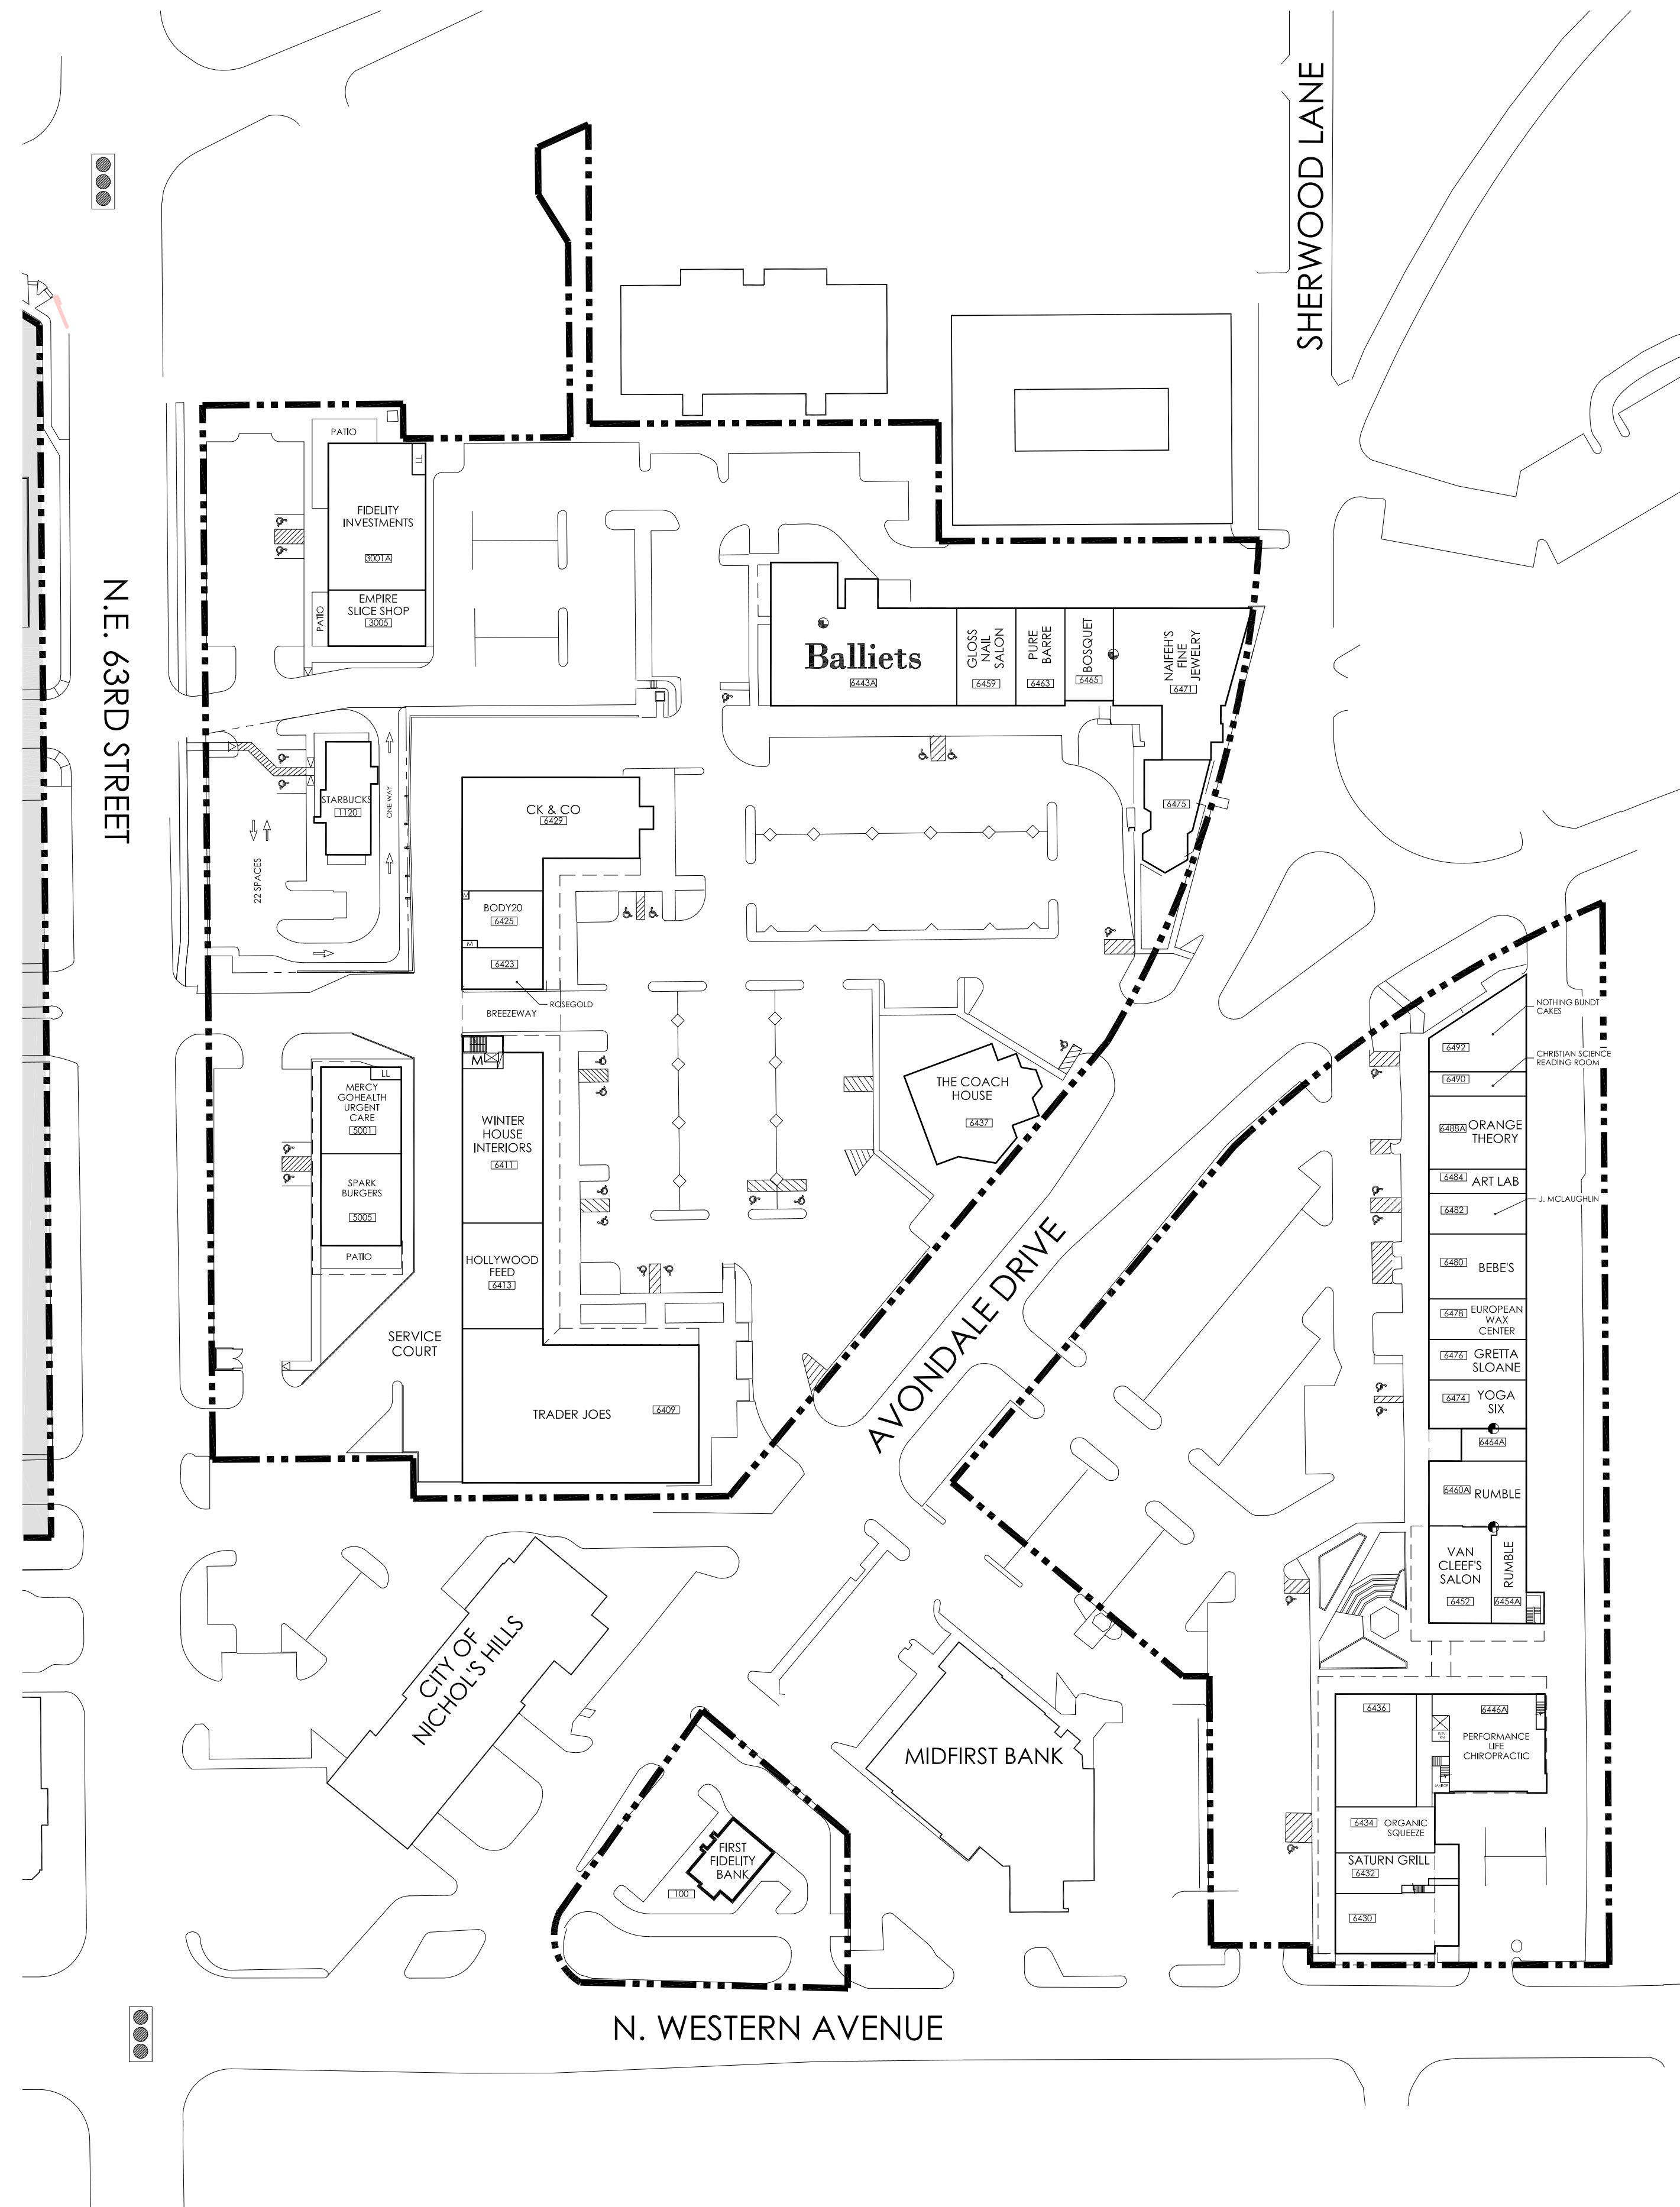 SHERWOOD LANE
N.E. 63RD STREET
PATIO
LL
FIDELITY
INVESTMENTS
3001A
EMPIRE
SLICE SHOP
3005
PATIO
Balliets
6443A
GLOSS
NAIL
SALON
6459
PURE
BARRE
6463
BOSQUET
6465
NAIFEH'S
FINE
JEWELRY
6471
6475
STARBUCKS
1120
ONE WAY
22 SPACES
CK & CO
6429
M
BODY20
6425
M
6423
ROSEGOLD
BREEZEWAY
M
LL
MERCY
GOHEALTH
URGENT
CARE
5001
SPARK
BURGERS
5005
PATIO
WINTER
HOUSE
INTERIORS
6411
HOLLYWOOD
FEED
6413
SERVICE
COURT
TRADER JOES
6409
THE COACH
HOUSE
6437
AVONDALE DRIVE
NOTHING BUNDT
CAKES
6492
CHRISTIAN SCIENCE
READING ROOM
6490
6488A
ORANGE
THEORY
6484
ART LAB
6482
J. MCLAUGHLIN
6480
BEBE'S
6478
EUROPEAN
WAX
CENTER
6476
GRETTA
SLOANE
6474
YOGA
SIX
6464A
6460A
RUMBLE
VAN
CLEEF'S
SALON
6452
RUMBLE
6454A
6436
6446A
PERFORMANCE
LIFE
CHIROPRACTIC
6434
ORGANIC
SQUEEZE
SATURN GRILL
6432
6430
CITY OF
NICHOL'S HILLS
MIDFIRST BANK
FIRST
FIDELITY
BANK
100
N. WESTERN AVENUE